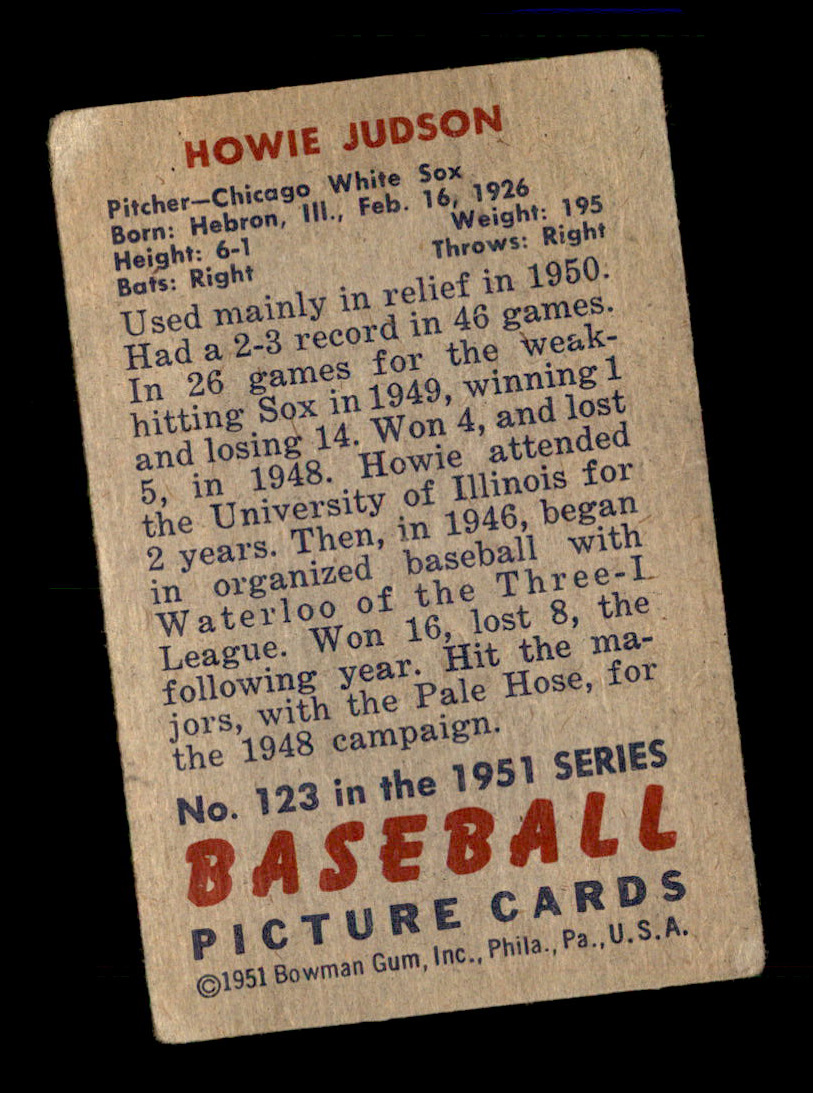 HOWIE JUDSON
Pitcher—Chicago White Sox
Born: Hebron, Ill., Feb. 16, 1926
Height: 6-1 Weight: 195
Bats: Right Throws: Right
Used mainly in relief in 1950.
Had a 2-3 record in 46 games.
In 26 games for the weak-
hitting Sox in 1949, winning 1
and losing 14. Won 4, and lost
5, in 1948. Howie attended
the University of Illinois for
2 years. Then, in 1946, began
in organized baseball with
Waterloo of the Three-I
League. Won 16, lost 8, the
following year. Hit the ma-
jors, with the Pale Hose, for
the 1948 campaign.
No. 123 in the 1951 SERIES
BASEBALL
PICTURE CARDS
©1951 Bowman Gum, Inc., Phila., Pa., U.S.A.